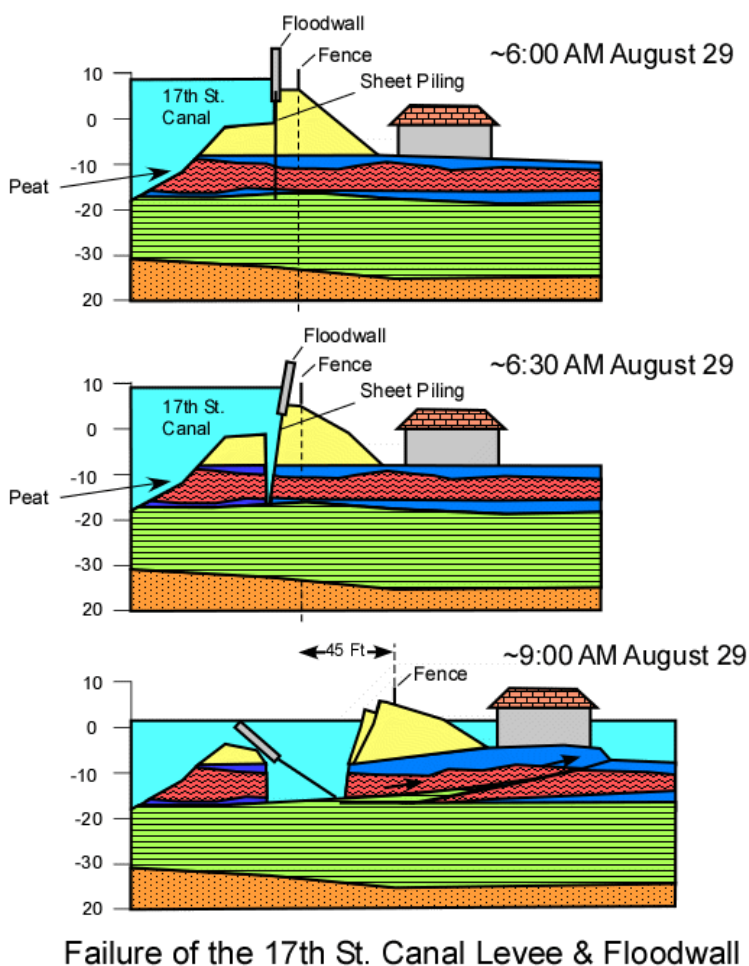 Floodwall
Fence
~6:00 AM August 29
Sheet Piling
10
17th St.
Canal
0
-10
Peat
-20
-30
20
Floodwall
Fence
~6:30 AM August 29
Sheet Piling
10
17th St.
Canal
0
-10
Peat
-20
-30
20
45 Ft
~9:00 AM August 29
Fence
10
0
-10
-20
-30
20
Failure of the 17th St. Canal Levee & Floodwall